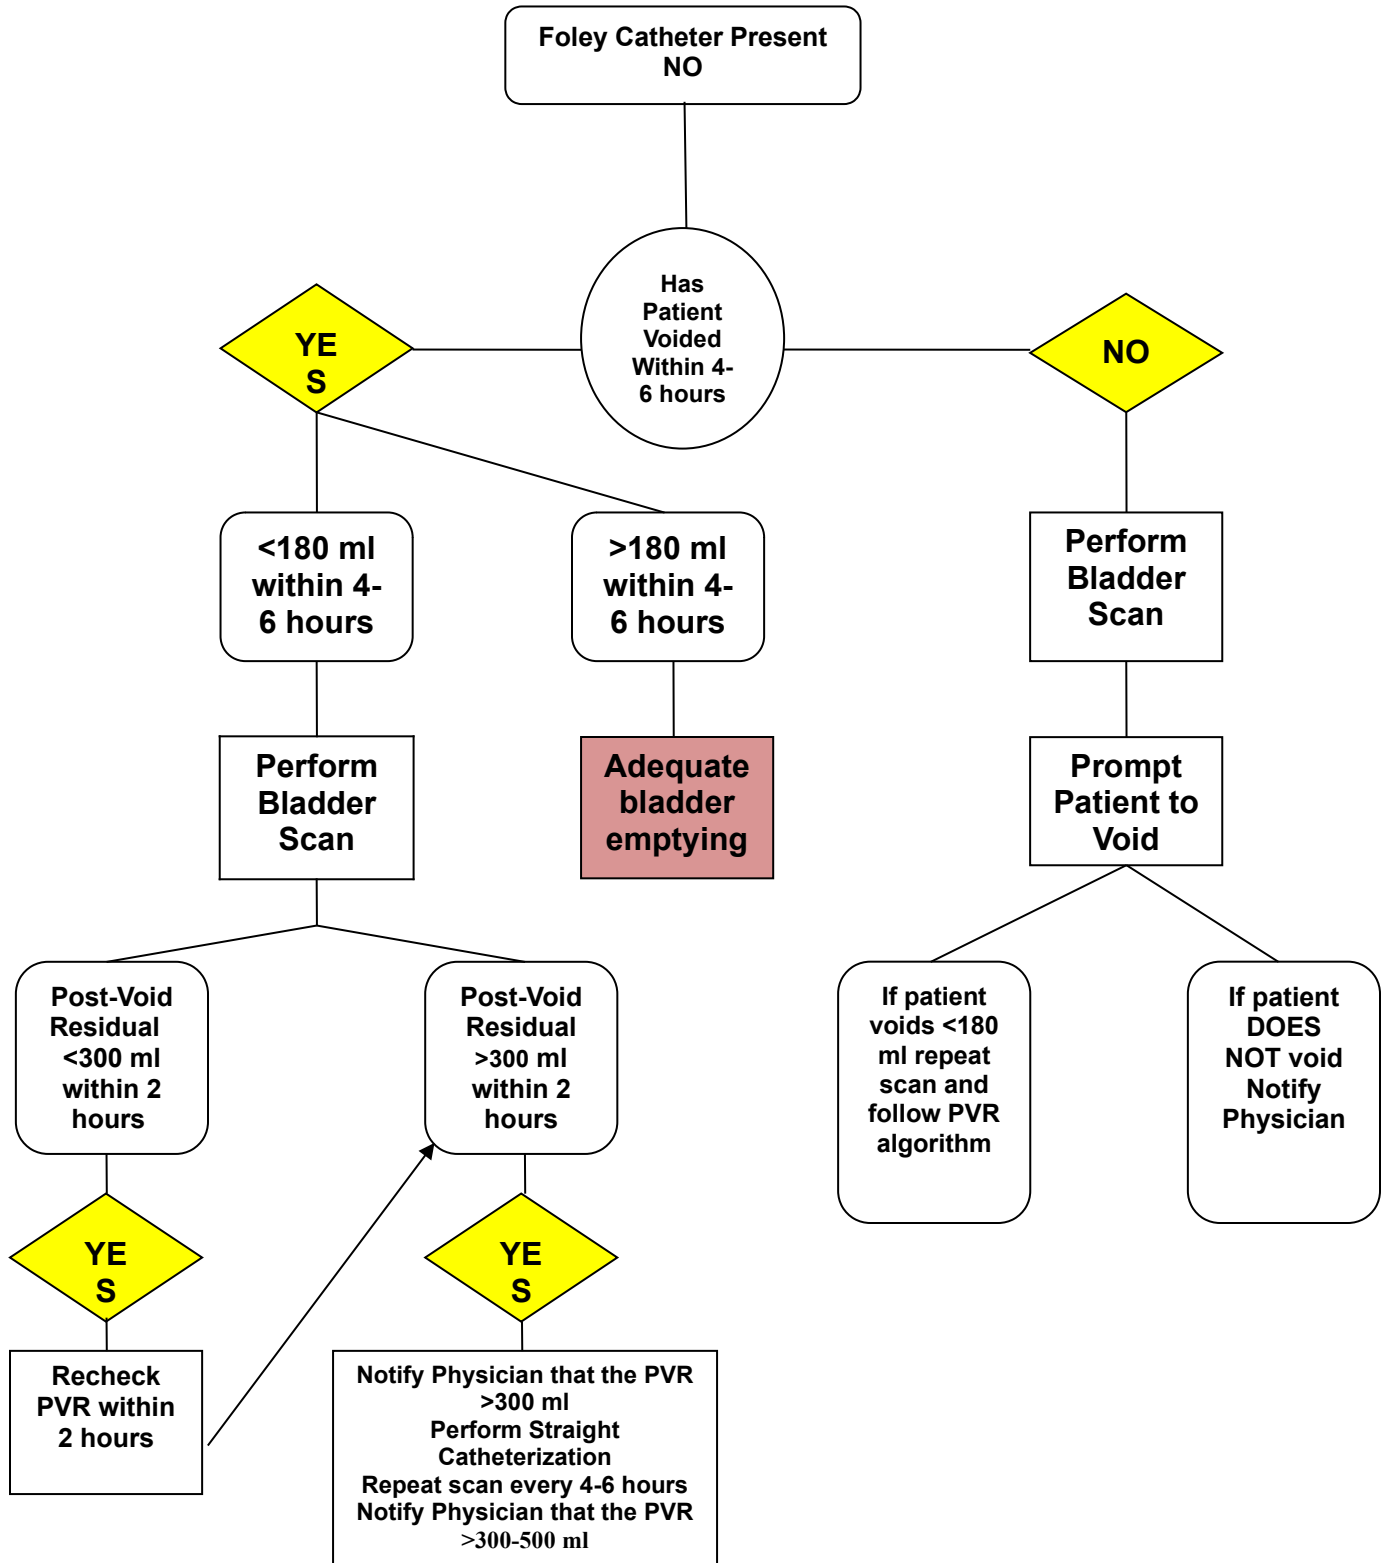 Foley Catheter Present
NO
Has
Patient
Voided
Within 4-
6 hours
YE
S
NO
<180 ml
within 4-
6 hours
>180 ml
within 4-
6 hours
Perform
Bladder
Scan
Perform
Bladder
Scan
Adequate
bladder
emptying
Prompt
Patient to
Void
Post-Void
Residual
<300 ml
within 2
hours
Post-Void
Residual
>300 ml
within 2
hours
If patient
voids <180
ml repeat
scan and
follow PVR
algorithm
If patient
DOES
NOT void
Notify
Physician
YE
S
YE
S
Recheck
PVR within
2 hours
Notify Physician that the PVR
>300 ml
Perform Straight
Catheterization
Repeat scan every 4-6 hours
Notify Physician that the PVR
>300-500 ml